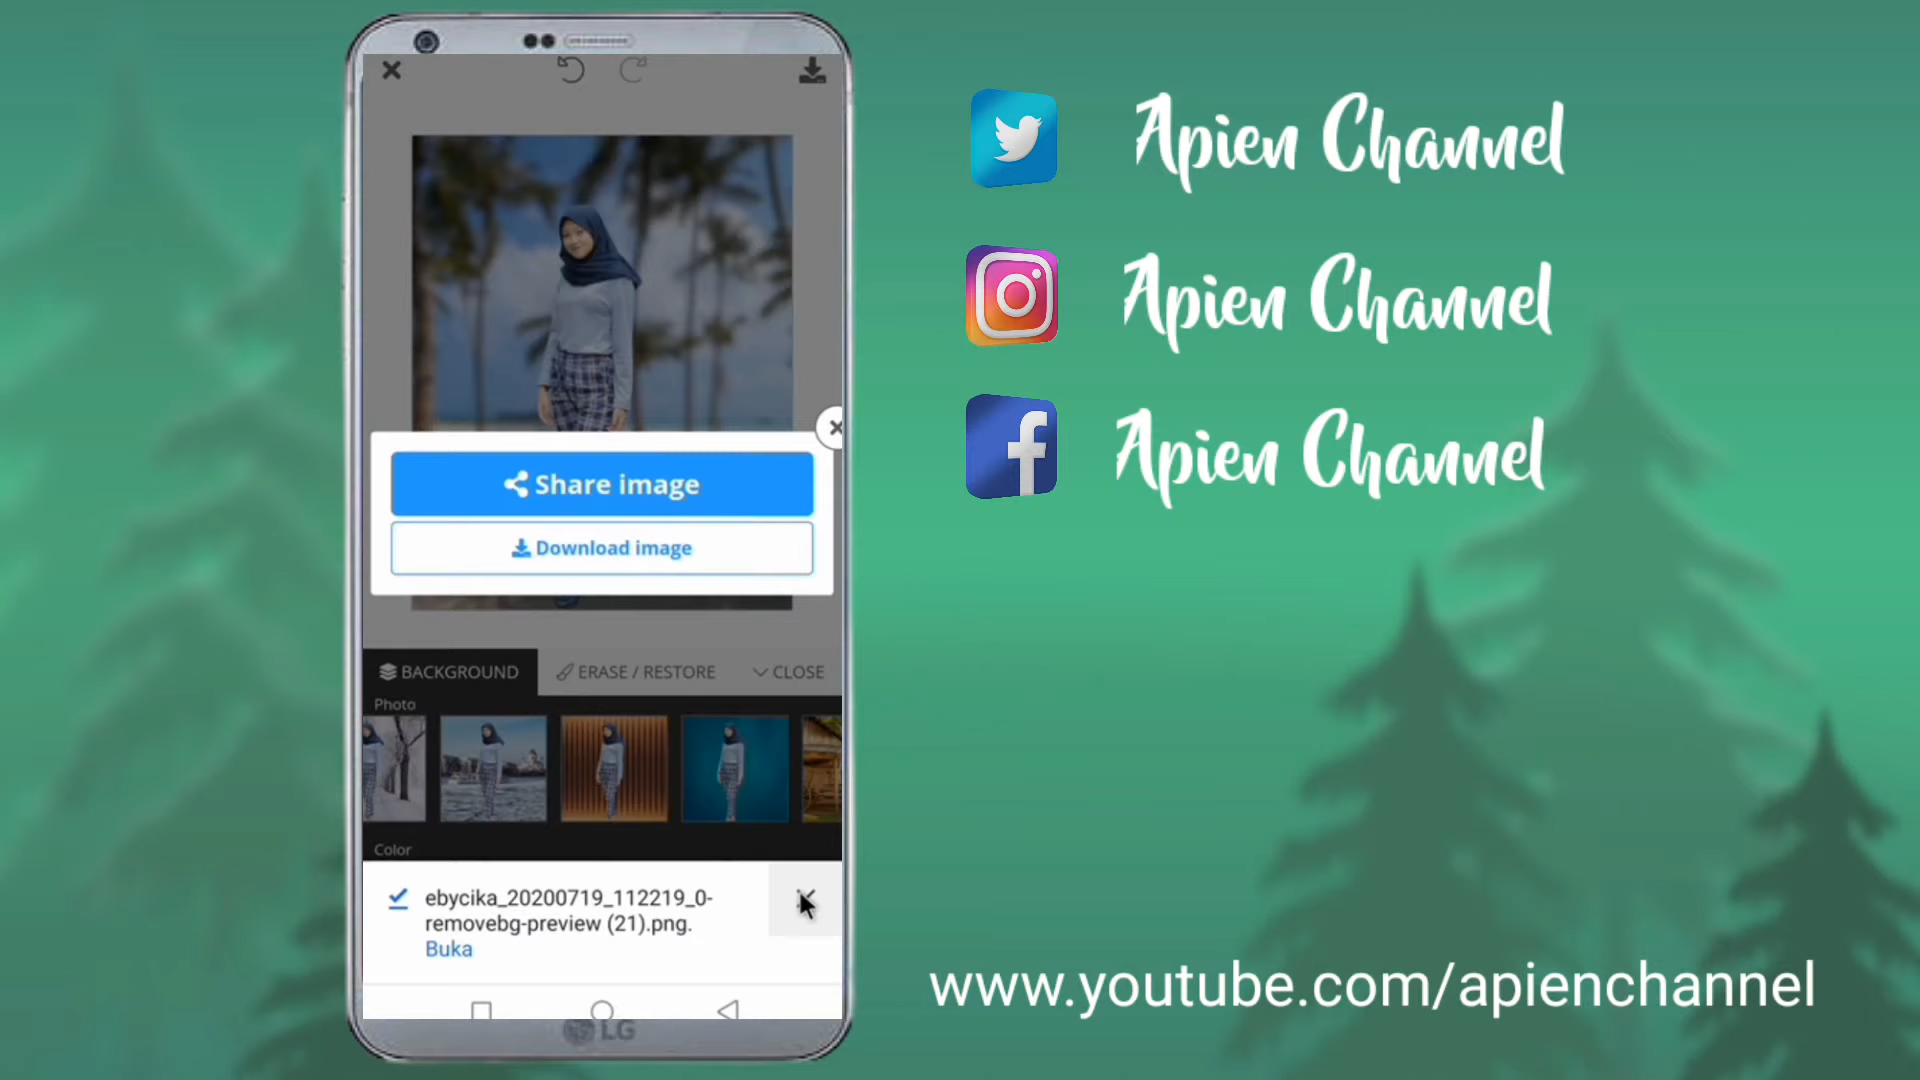 Share image
Download image
BACKGROUND
ERASE / RESTORE
CLOSE
Photo
Color
ebycika_20200719_112219_0-
removebg-preview (21).png.
Buka
LG
Apien Channel
Apien Channel
Apien Channel
www.youtube.com/apienchannel